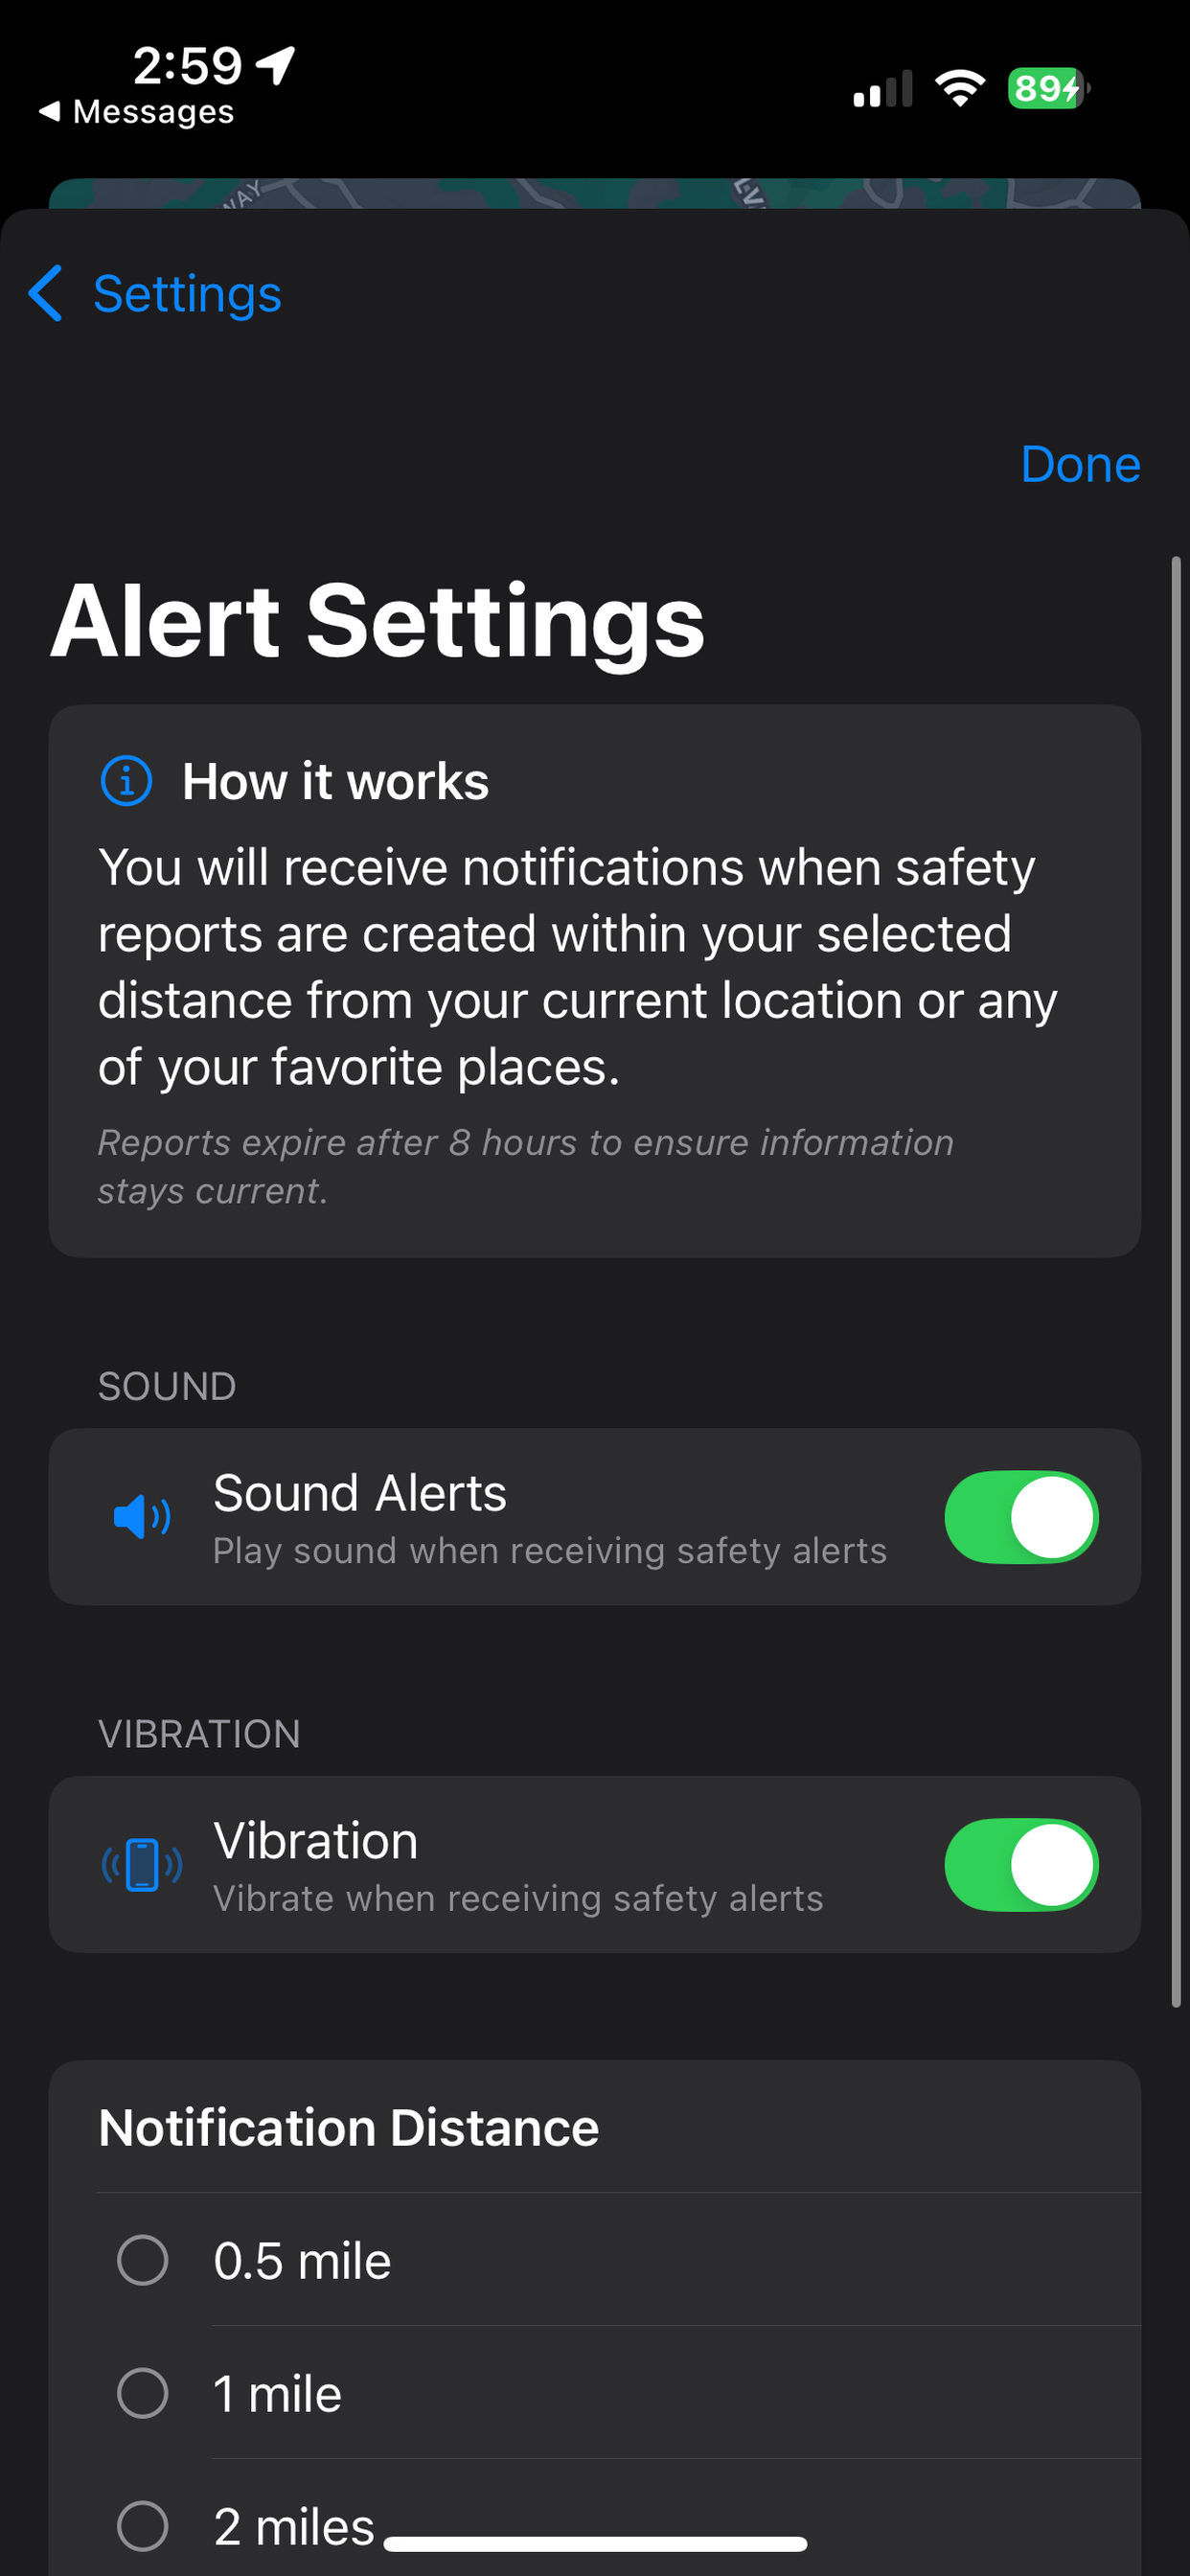 2:59
89
◀ Messages
WAY
Settings
Done
Alert Settings
How it works
You will receive notifications when safety
reports are created within your selected
distance from your current location or any
of your favorite places.
Reports expire after 8 hours to ensure information
stays current.
SOUND
Sound Alerts
Play sound when receiving safety alerts
VIBRATION
Vibration
Vibrate when receiving safety alerts
Notification Distance
0.5 mile
1 mile
2 miles